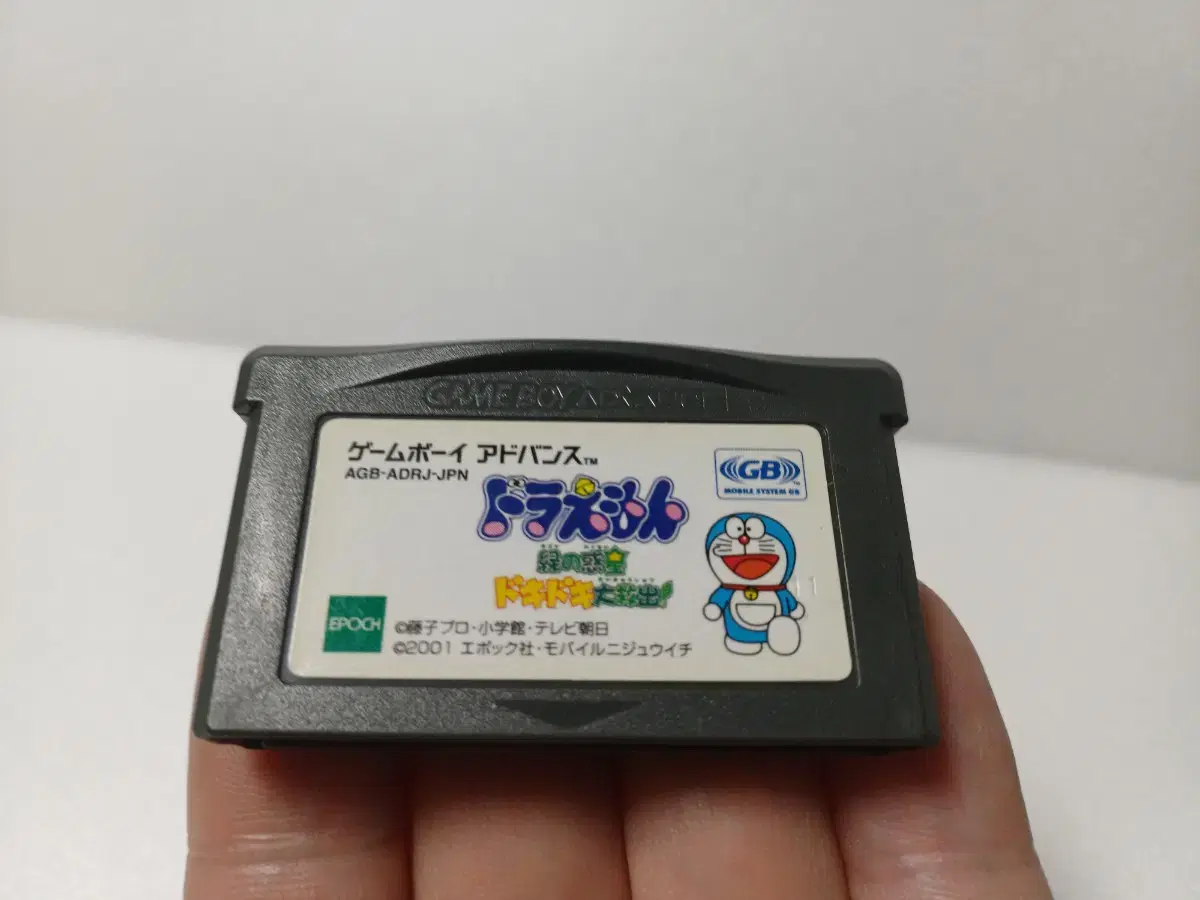 GAME BOY ADVANCE
ゲームボーイ アドバンス™
AGB-ADRJ-JPN
GB™
MOBILE SYSTEM GB
ドラえもん
緑の惑星
ドキドキ大救出!
11
EPOCH
©藤子プロ・小学館・テレビ朝日
©2001 エポック社・モバイルニジュウイチ